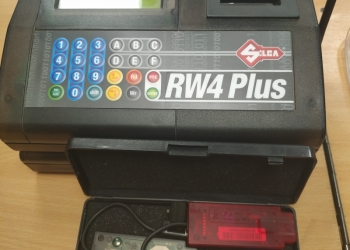 1 2 3 A B C
4 5 6 D E F
7 8 9
0
SILCA
RW4 Plus